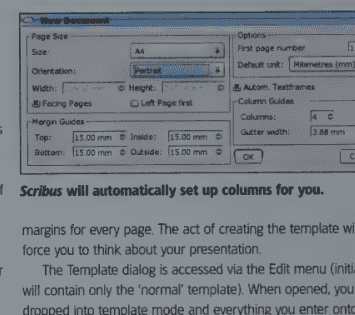 New Document
Page Size
Size: A4
Orientation: Portrait
Width: Height:
Facing Pages Left Page first
Margin Guides
Top: 15.00 mm Inside: 15.00 mm
Bottom: 15.00 mm Outside: 15.00 mm
Options
First page number 1
Default unit: Millimetres (mm)
Autom. Textframes
Column Guides
Columns: 4
Gutter width: 3.88 mm
OK C
s
of Scribus will automatically set up columns for you.
margins for every page. The act of creating the template wi
force you to think about your presentation.
r The Template dialog is accessed via the Edit menu (initia
will contain only the 'normal' template). When opened, you
dropped into template mode and everything you enter onto